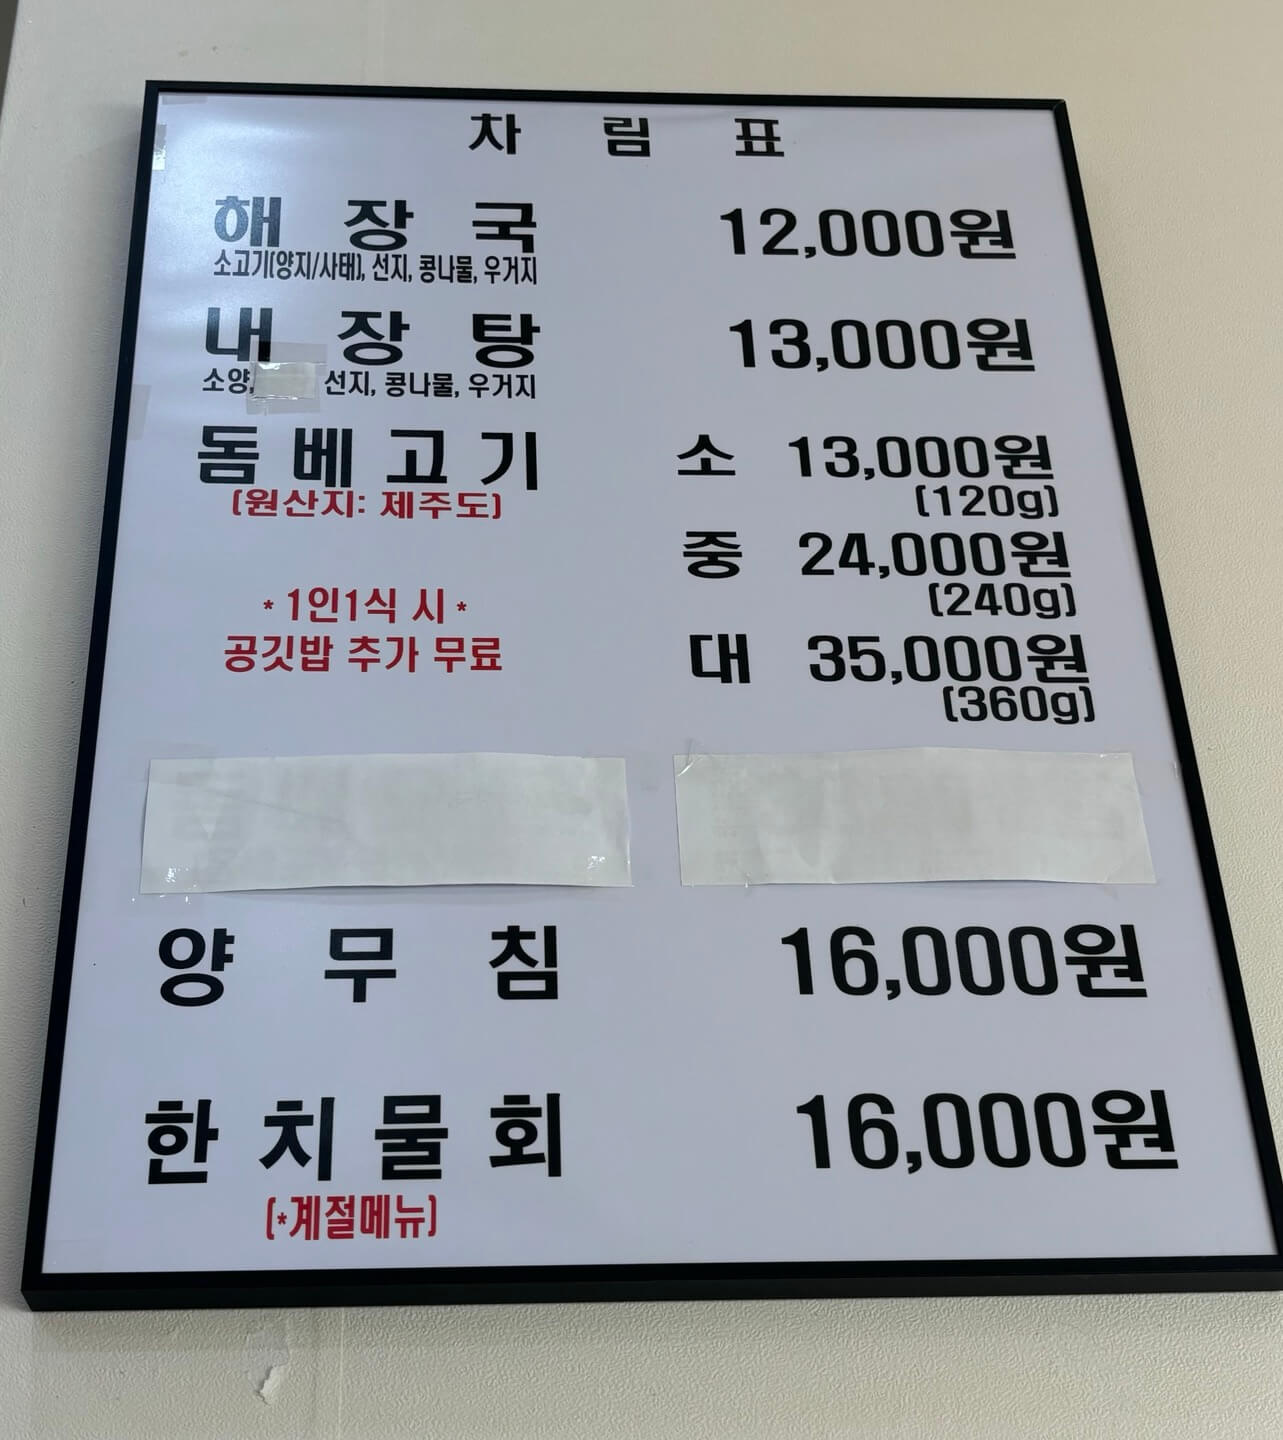 차 림 표
해 장 국 12,000원
소고기(양지/사태), 선지, 콩나물, 우거지
내 장 탕 13,000원
소양, 선지, 콩나물, 우거지
돔베고기 소 13,000원
(원산지: 제주도) (120g)
중 24,000원
(240g)
* 1인1식 시 *
공깃밥 추가 무료
대 35,000원
(360g)
양 무 침 16,000원
한치물회 16,000원
(*계절메뉴)